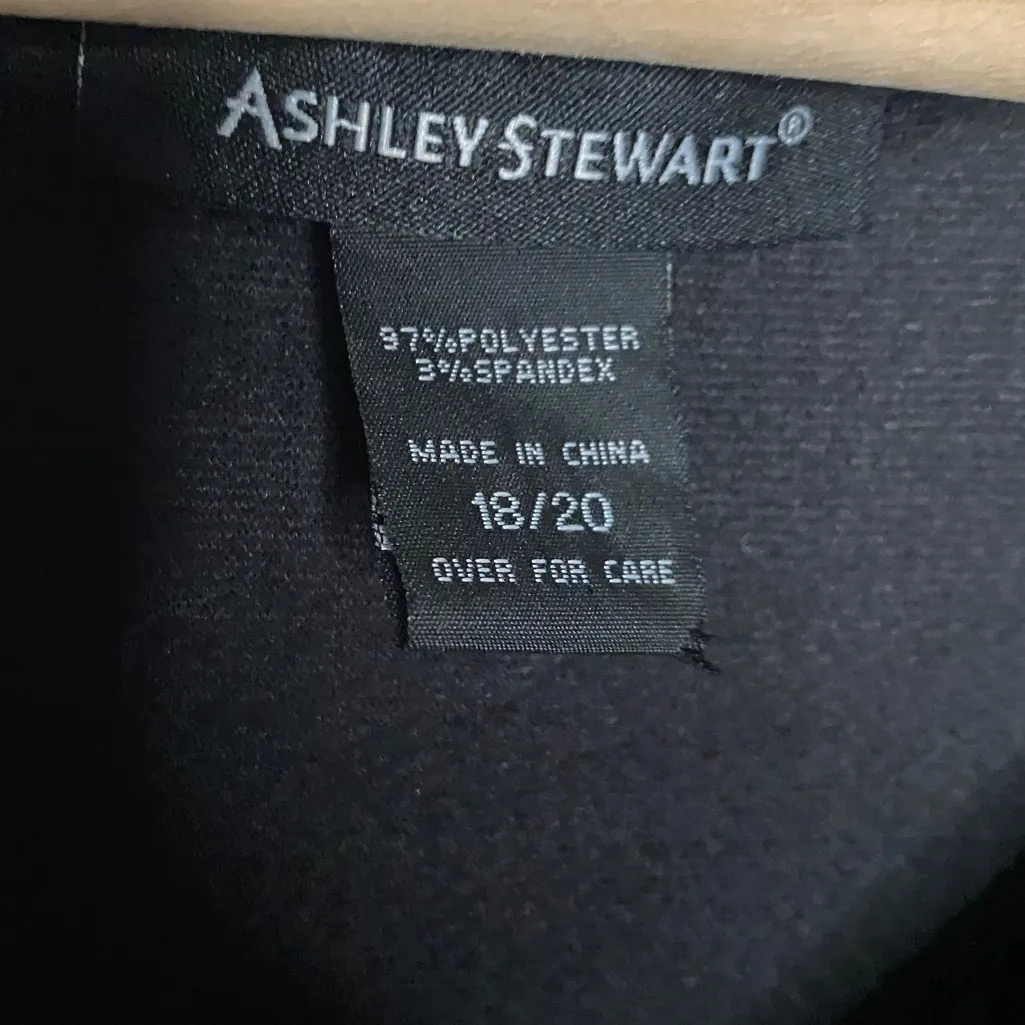 ASHLEY STEWART®
97%POLYESTER
3%SPANDEX
MADE IN CHINA
18/20
OVER FOR CARE